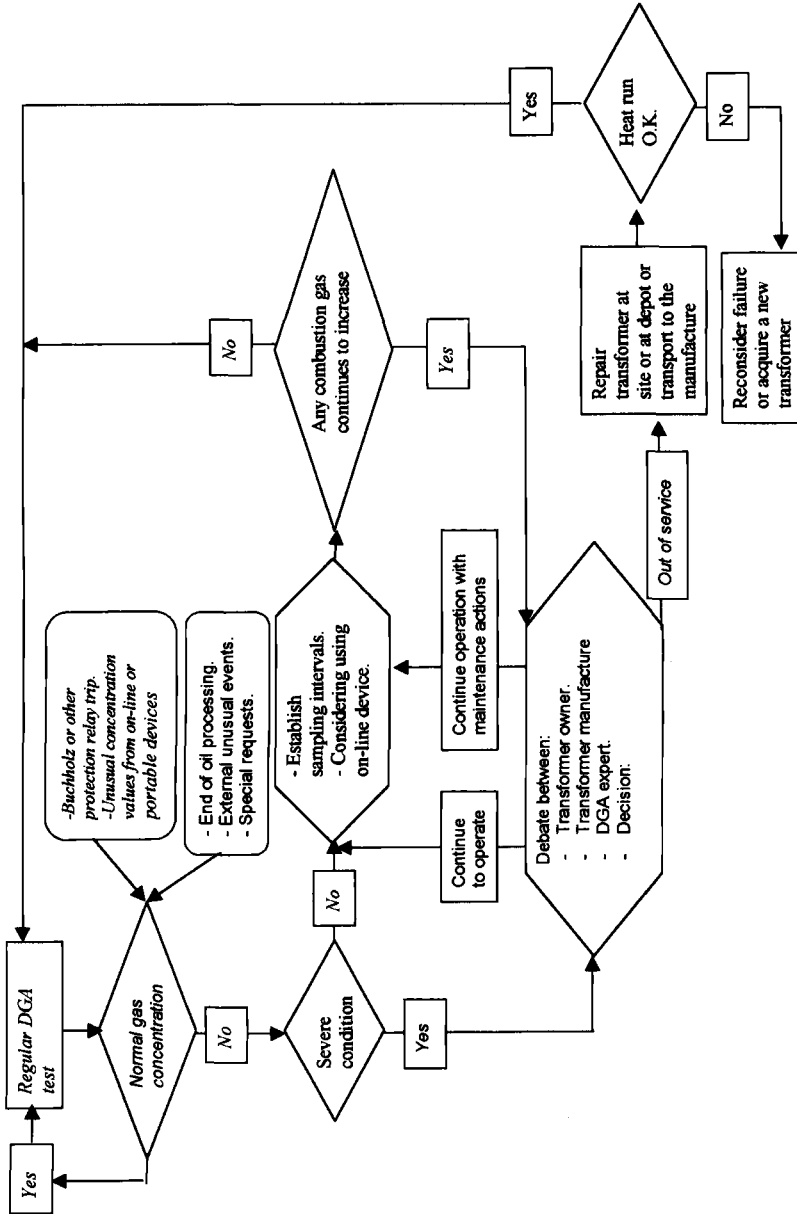 Yes
Regular DGA
test
Normal gas
concentration
-Buchholz or other
protection relay trip.
-Unusual concentration
values from on-line or
portable devices
- End of oil processing.
- External unusual events.
- Special requests.
No
Severe
condition
No
Yes
- Establish
sampling intervals.
- Considering using
on-line device.
Any combustion gas
continues to increase
No
Yes
Continue
to operate
Continue operation with
maintenance actions
Debate between:
- Transformer owner.
- Transformer manufacture
- DGA expert.
- Decision:
Out of service
Repair
transformer at
site or at depot or
transport to the
manufacture
Heat run
O.K.
Yes
No
Reconsider failure
or acquire a new
transformer